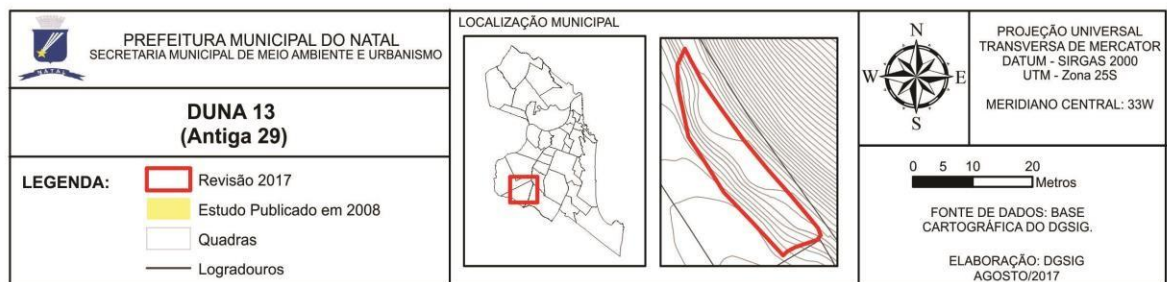 NATAL
PREFEITURA MUNICIPAL DO NATAL
SECRETARIA MUNICIPAL DE MEIO AMBIENTE E URBANISMO
DUNA 13
(Antiga 29)
LEGENDA:
Revisão 2017
Estudo Publicado em 2008
Quadras
Logradouros
LOCALIZAÇÃO MUNICIPAL
N
W
E
S
PROJEÇÃO UNIVERSAL
TRANSVERSA DE MERCATOR
DATUM - SIRGAS 2000
UTM - Zona 25S
MERIDIANO CENTRAL: 33W
0 5 10 20
Metros
FONTE DE DADOS: BASE
CARTOGRÁFICA DO DGSIG.
ELABORAÇÃO: DGSIG
AGOSTO/2017